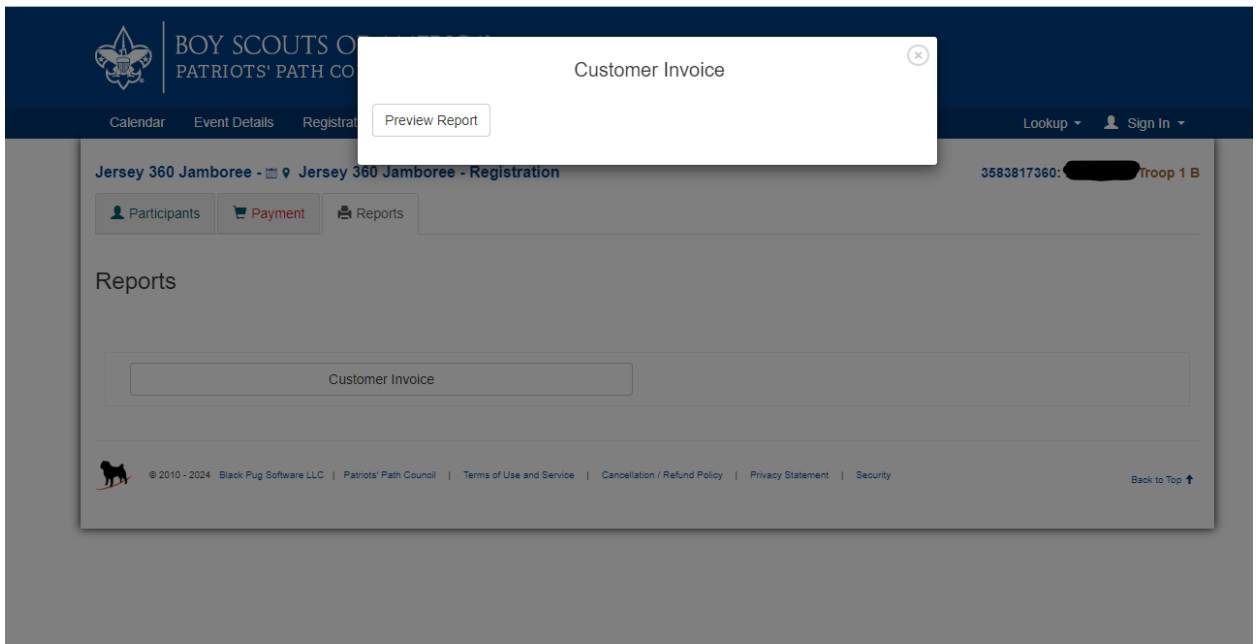 BOY SCOUTS O
PATRIOTS' PATH CO
Customer Invoice
Preview Report
Calendar Event Details Registrat Lookup Sign In
Jersey 360 Jamboree - Jersey 360 Jamboree - Registration 3583817360: Troop 1 B
Participants Payment Reports
Reports
Customer Invoice
© 2010 - 2024 Black Pug Software LLC | Patriots' Path Council | Terms of Use and Service | Cancellation / Refund Policy | Privacy Statement | Security Back to Top